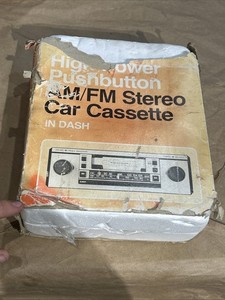 High Power
Pushbutton
AM/FM Stereo
Car Cassette
IN DASH